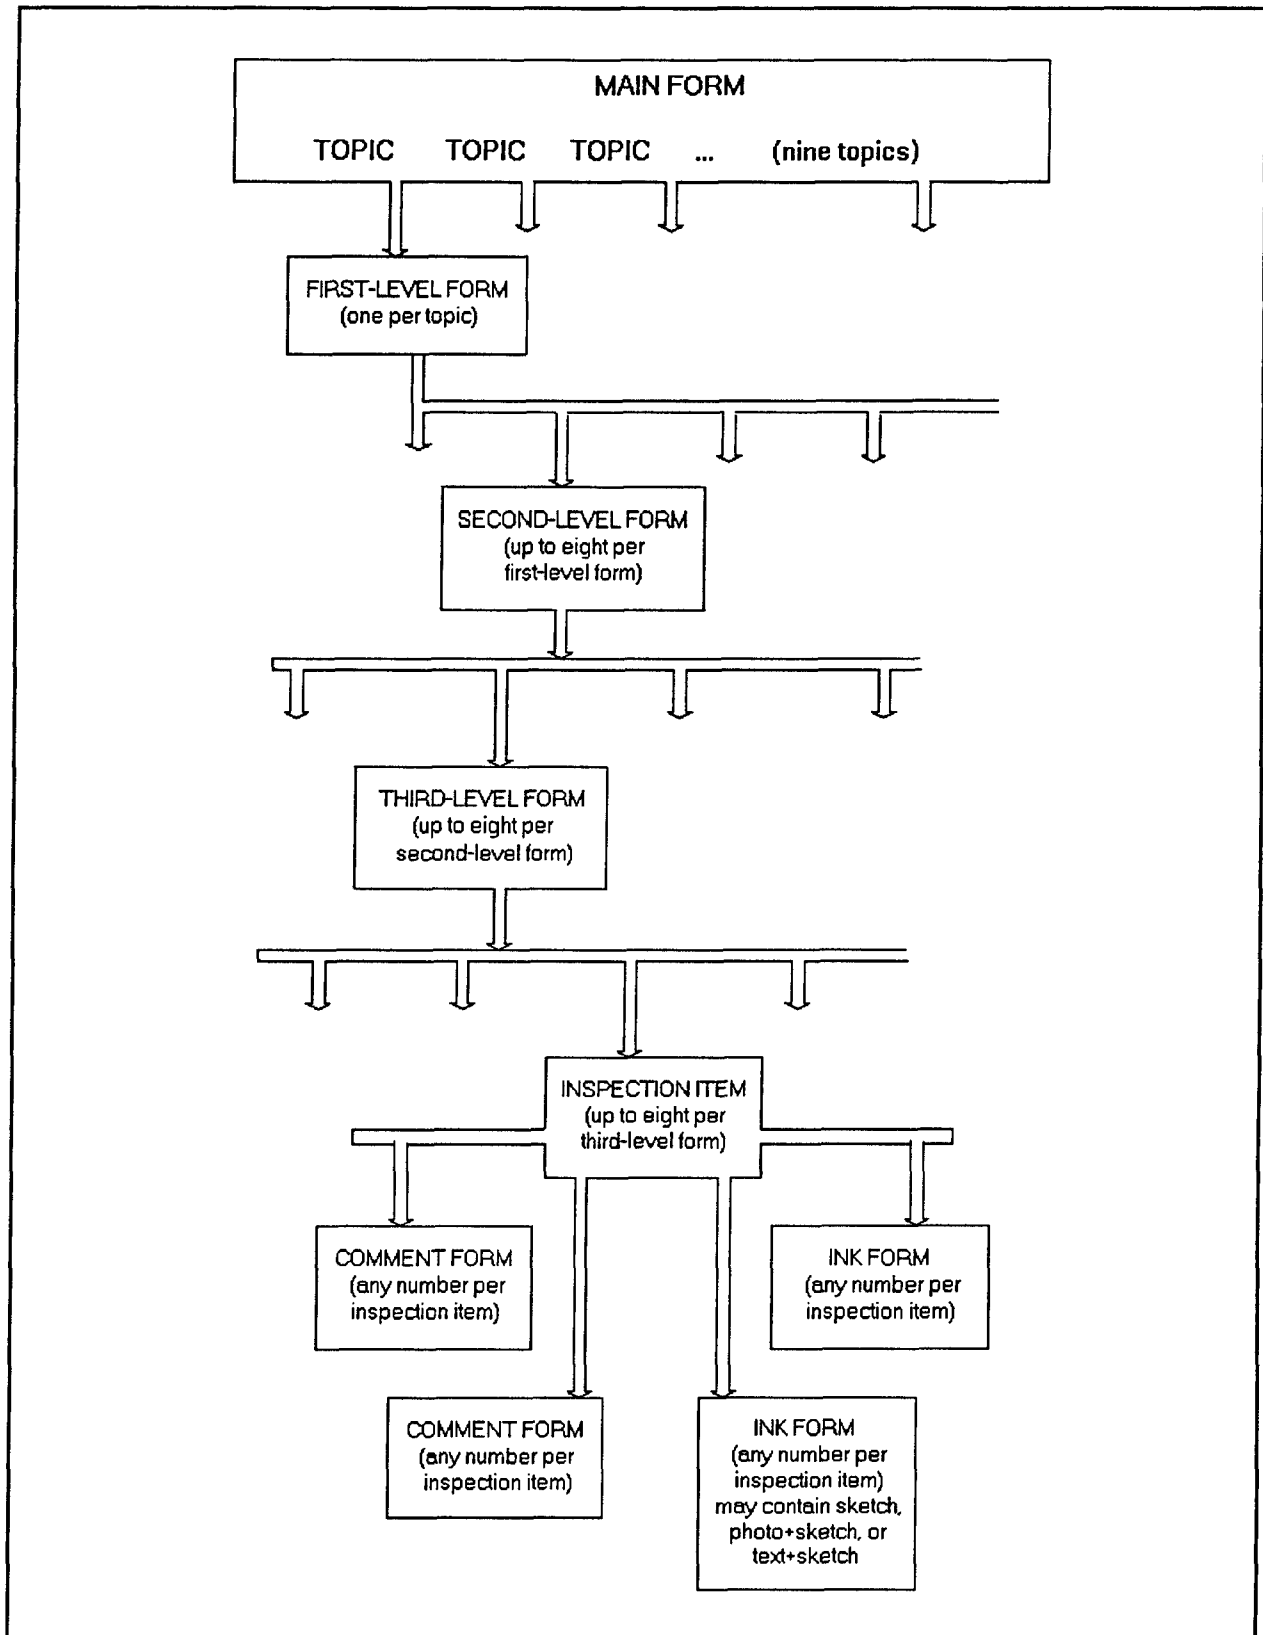 MAIN FORM
TOPIC TOPIC TOPIC ... (nine topics)
FIRST-LEVEL FORM
(one per topic)
SECOND-LEVEL FORM
(up to eight per
first-level form)
THIRD-LEVEL FORM
(up to eight per
second-level form)
INSPECTION ITEM
(up to eight per
third-level form)
COMMENT FORM
(any number per
inspection item)
INK FORM
(any number per
inspection item)
COMMENT FORM
(any number per
inspection item)
INK FORM
(any number per
inspection item)
may contain sketch,
photo+sketch, or
text+sketch